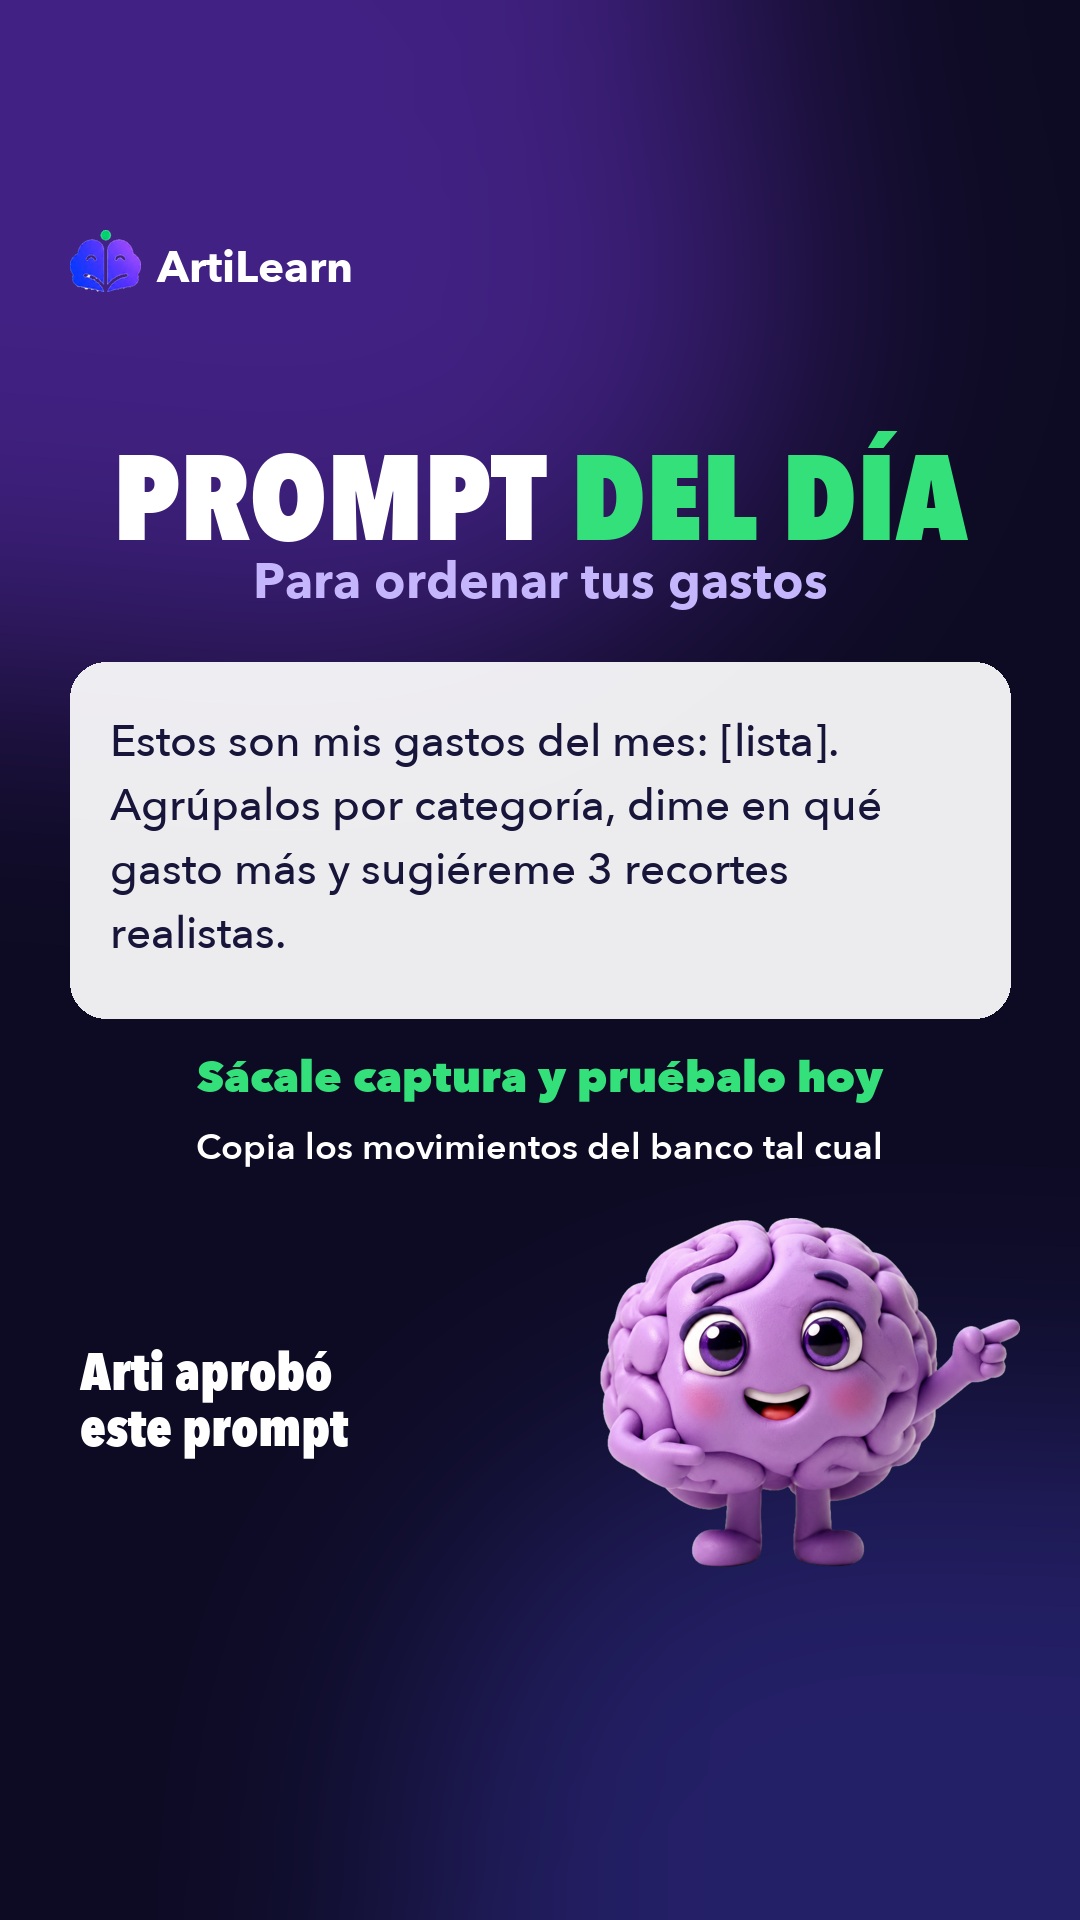 ArtiLearn
PROMPT DEL DÍA
Para ordenar tus gastos
Estos son mis gastos del mes: [lista].
Agrúpalos por categoría, dime en qué
gasto más y sugiéreme 3 recortes
realistas.
Sácale captura y pruébalo hoy
Copia los movimientos del banco tal cual
Arti aprobó
este prompt